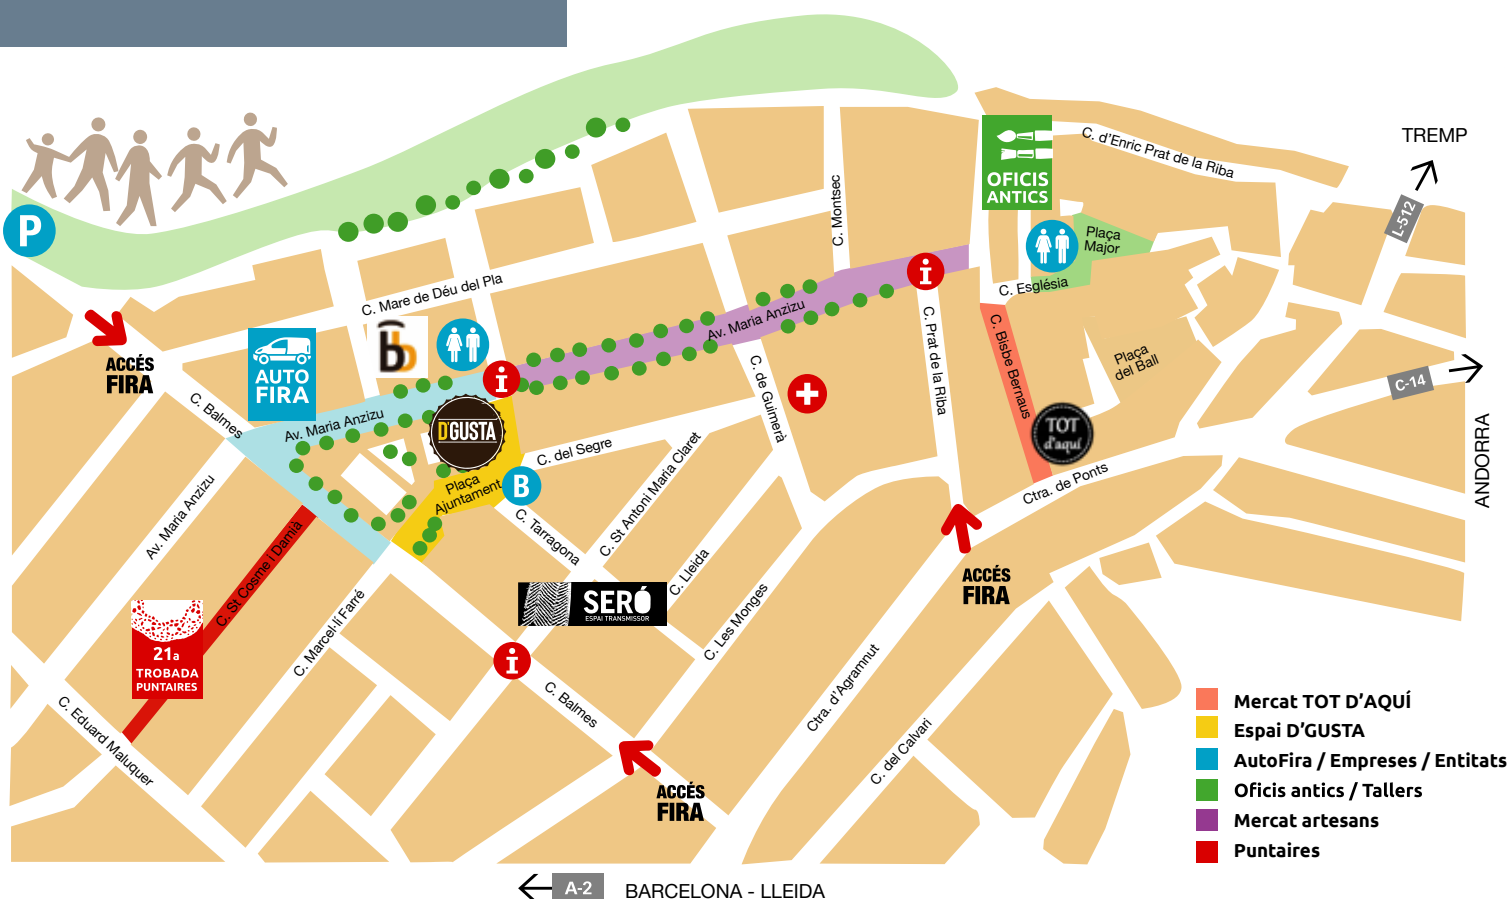 TREMP
C. d'Enric Prat de la Riba
OFICIS
ANTICS
L-512
P
C. Montsec
Plaça
Major
i
C. Església
C. Mare de Déu del Pla
Av. Maria Anzizu
bb
ACCÉS
FIRA
AUTO
FIRA
i
C. Prat de la Riba
C. Bisbe Bernaus
Plaça
del Ball
C-14
C. Balmes
Av. Maria Anzizu
D'GUSTA
C. de Guimerà
TOT
d'aquí
ANDORRA
C. del Segre
Plaça
Ajuntament
B
C. St Antoni Maria Claret
Ctra. de Ponts
Av. Maria Anzizu
C. Tarragona
C. St Cosme i Damià
C. Lleida
ACCÉS
FIRA
SERÓ
ESPAI TRANSMISSOR
C. Marcel·lí Farré
C. Les Monges
21a
TROBADA
PUNTAIRES
i
C. Eduard Maluquer
C. Balmes
Ctra. d'Agramnut
C. del Calvari
ACCÉS
FIRA
Mercat TOT D'AQUÍ
Espai D'GUSTA
AutoFira / Empreses / Entitats
Oficis antics / Tallers
Mercat artesans
Puntaires
A-2
BARCELONA - LLEIDA